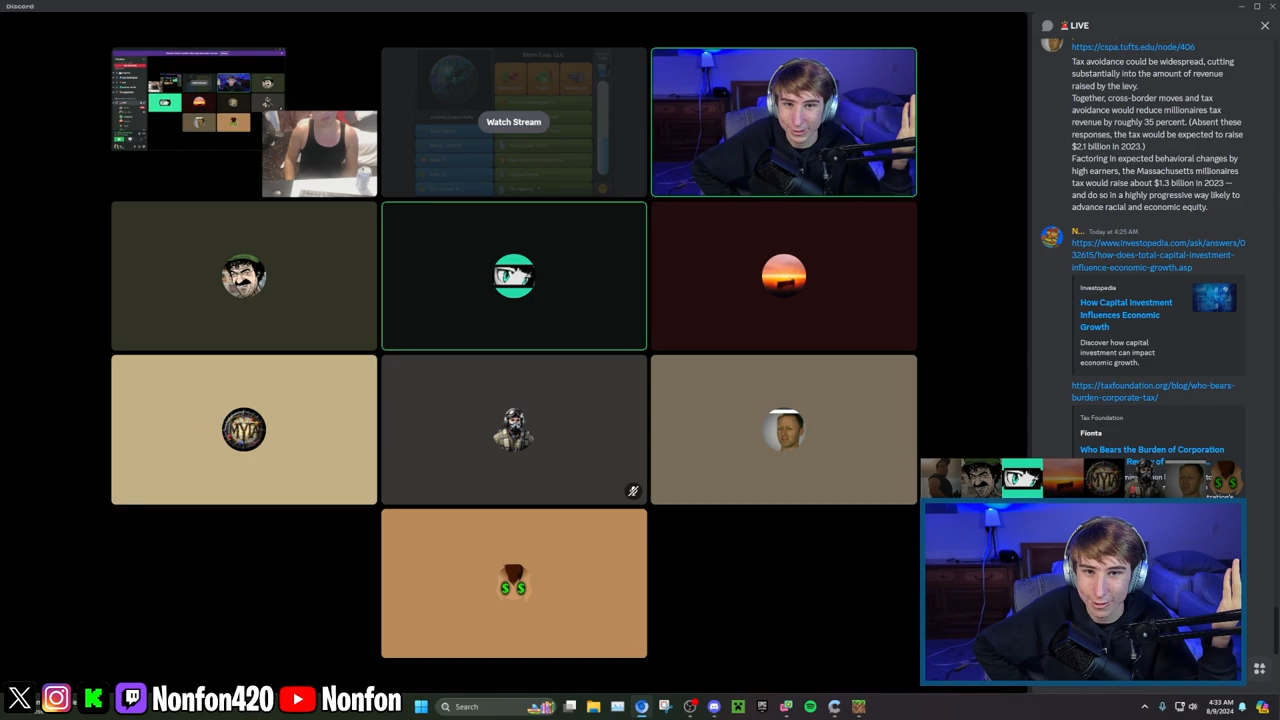 Discord
LIVE
https://cspa.tufts.edu/node/406
Tax avoidance could be widespread, cutting
substantially into the amount of revenue
raised by the levy.
Together, cross-border moves and tax
avoidance would reduce millionaires tax
revenue by roughly 35 percent. (Absent these
responses, the tax would be expected to raise
$2.1 billion in 2023.)
Factoring in expected behavioral changes by
high earners, the Massachusetts millionaires
tax would raise about $1.3 billion in 2023 —
and do so in a highly progressive way likely to
advance racial and economic equity.
N... Today at 4:25 AM
https://www.investopedia.com/ask/answers/0
32615/how-does-total-capital-investment-
influence-economic-growth.asp
Investopedia
How Capital Investment
Influences Economic
Growth
Discover how capital
investment can impact
economic growth.
https://taxfoundation.org/blog/who-bears-
burden-corporate-tax/
Tax Foundation
Fionta
Who Bears the Burden of Corporation
Review of
Watch Stream
MYF
$ $
Nonfon420 Nonfon
Search
4:33 AM
8/9/2024